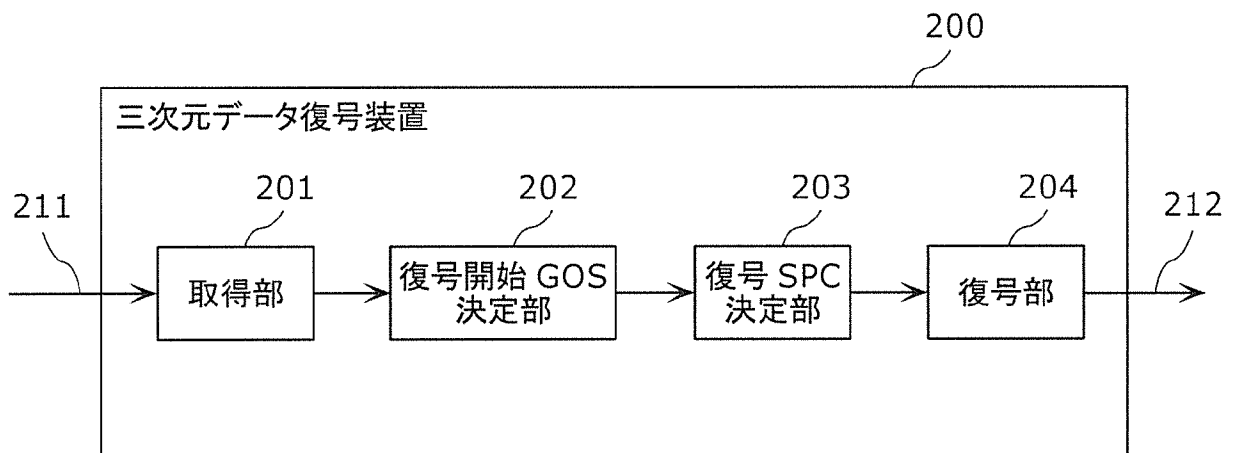 200
三次元データ復号装置
201
202
203
204
211
212
取得部
復号開始 GOS
決定部
復号 SPC
決定部
復号部